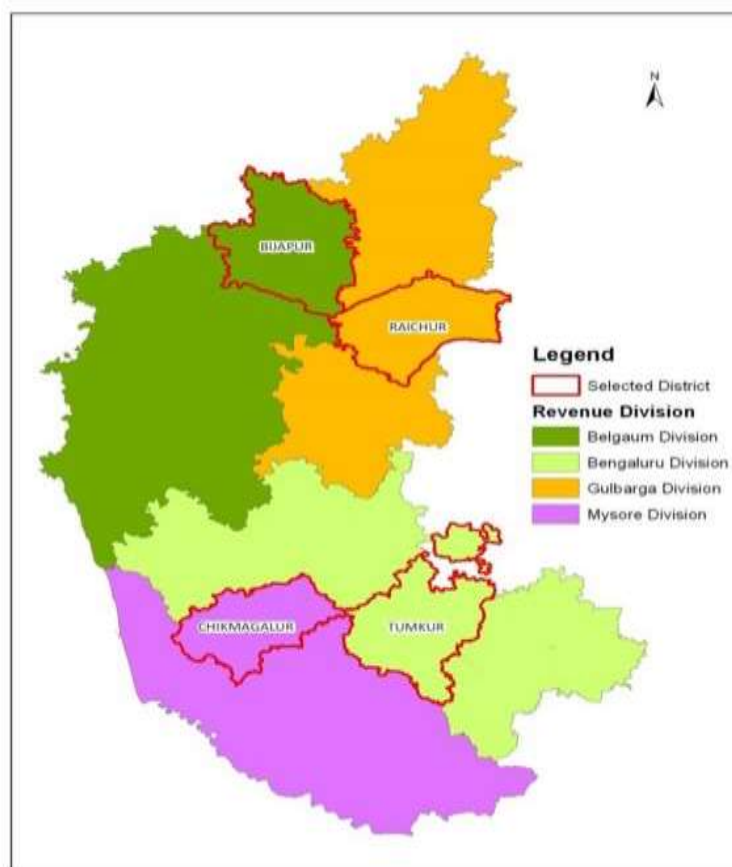 N
BIJAPUR
RAICHUR
Legend
Selected District
Revenue Division
Belgaum Division
Bengaluru Division
Gulbarga Division
Mysore Division
CHIKMAGALUR
TUMKUR